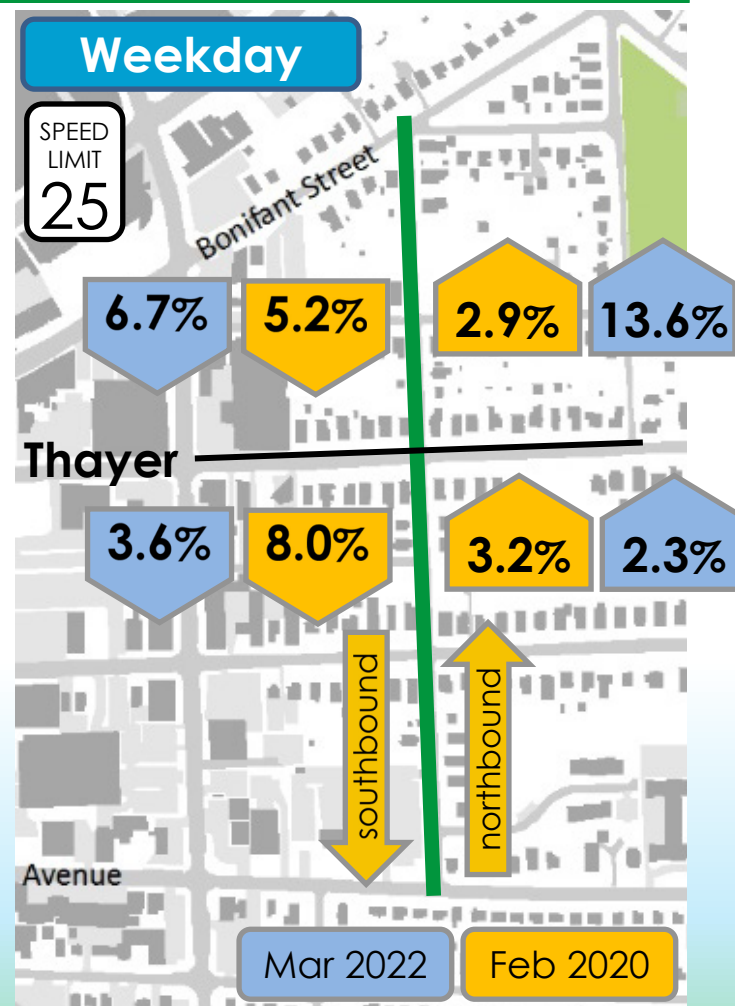 Weekday
SPEED
LIMIT
25
Bonifant Street
6.7% 5.2% 2.9% 13.6%
Thayer
3.6% 8.0% 3.2% 2.3%
southbound
northbound
Avenue
Mar 2022 Feb 2020